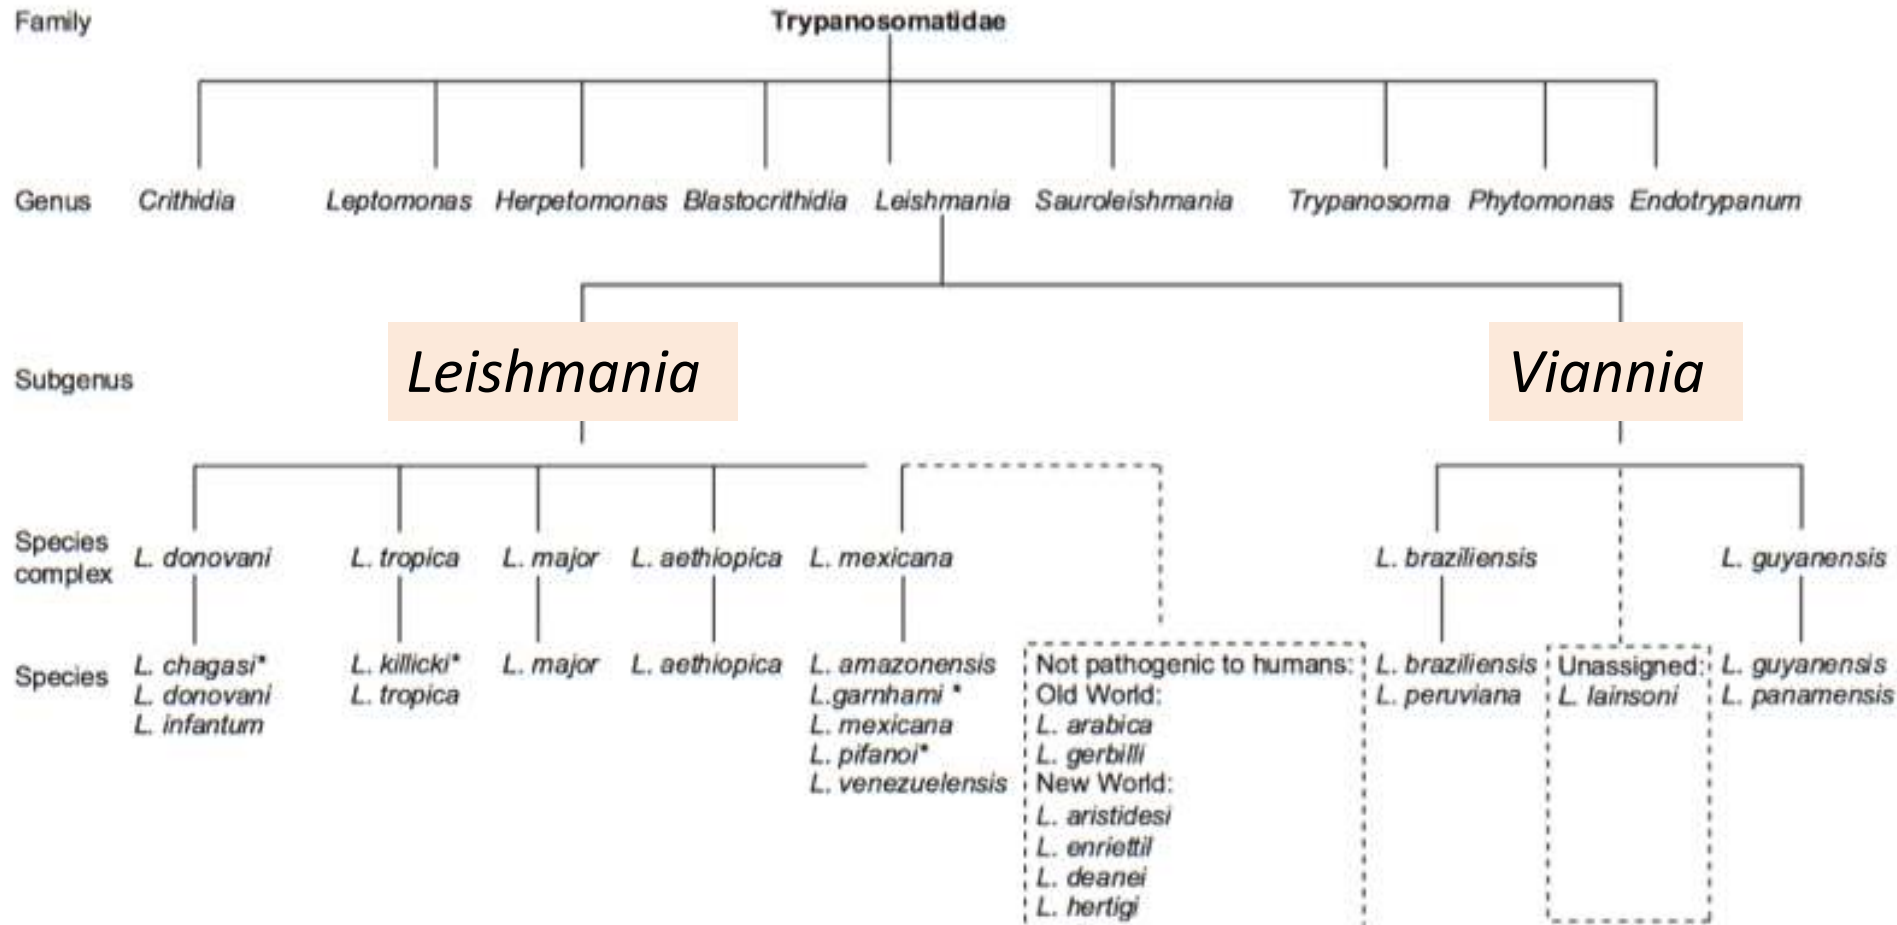 Family Trypanosomatidae
Genus Crithidia Leptomonas Herpetomonas Blastocrithidia Leishmania Sauroleishmania Trypanosoma Phytomonas Endotrypanum
Subgenus Leishmania Viannia
Species
complex
L. donovani L. tropica L. major L. aethiopica L. mexicana L. braziliensis L. guyanensis
Species
L. chagasi* L. killicki* L. major L. aethiopica L. amazonensis Not pathogenic to humans: L. braziliensis Unassigned: L. guyanensis
L. donovani L. tropica L.garnhami * Old World: L. peruviana L. lainsoni L. panamensis
L. infantum L. mexicana L. arabica
L. pifanoi* L. gerbilli
L. venezuelensis New World:
L. aristidesi
L. enriettil
L. deanei
L. hertigi